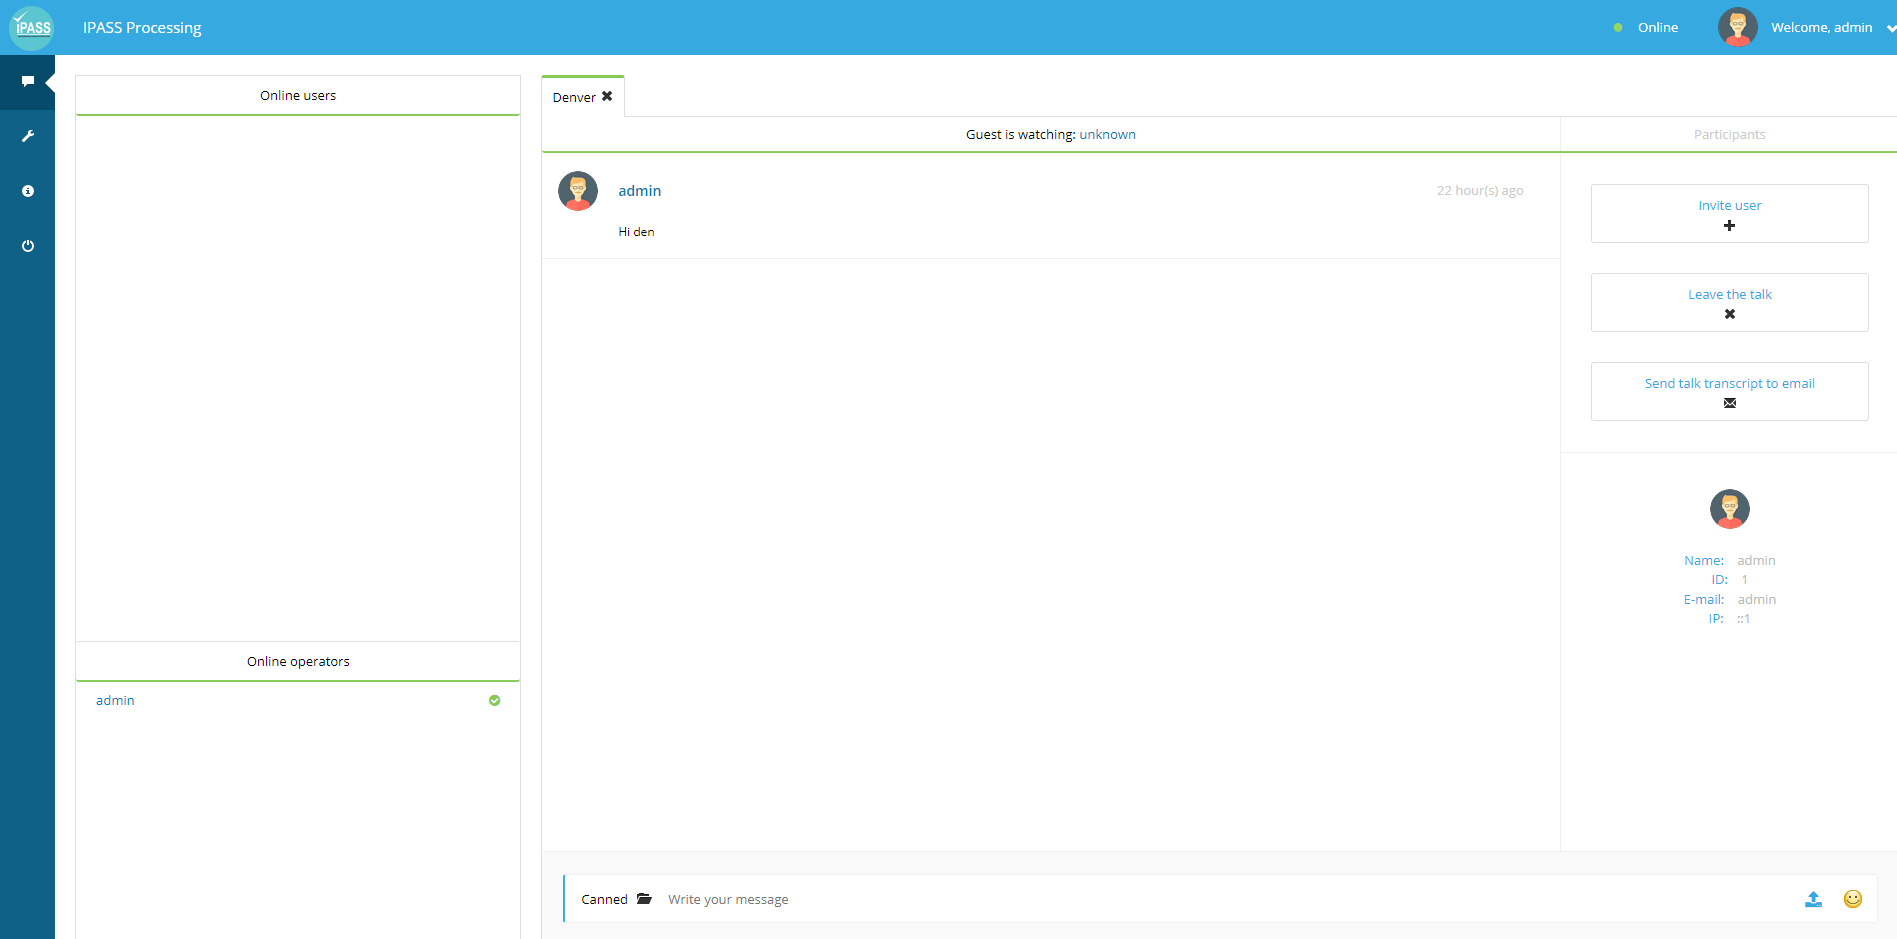 iPASS
IPASS Processing
Online
Welcome, admin
Online users
Denver
Guest is watching: unknown
Participants
admin
22 hour(s) ago
Hi den
Invite user
Leave the talk
Send talk transcript to email
Name: admin
ID: 1
E-mail: admin
IP: ::1
Online operators
admin
Canned
Write your message